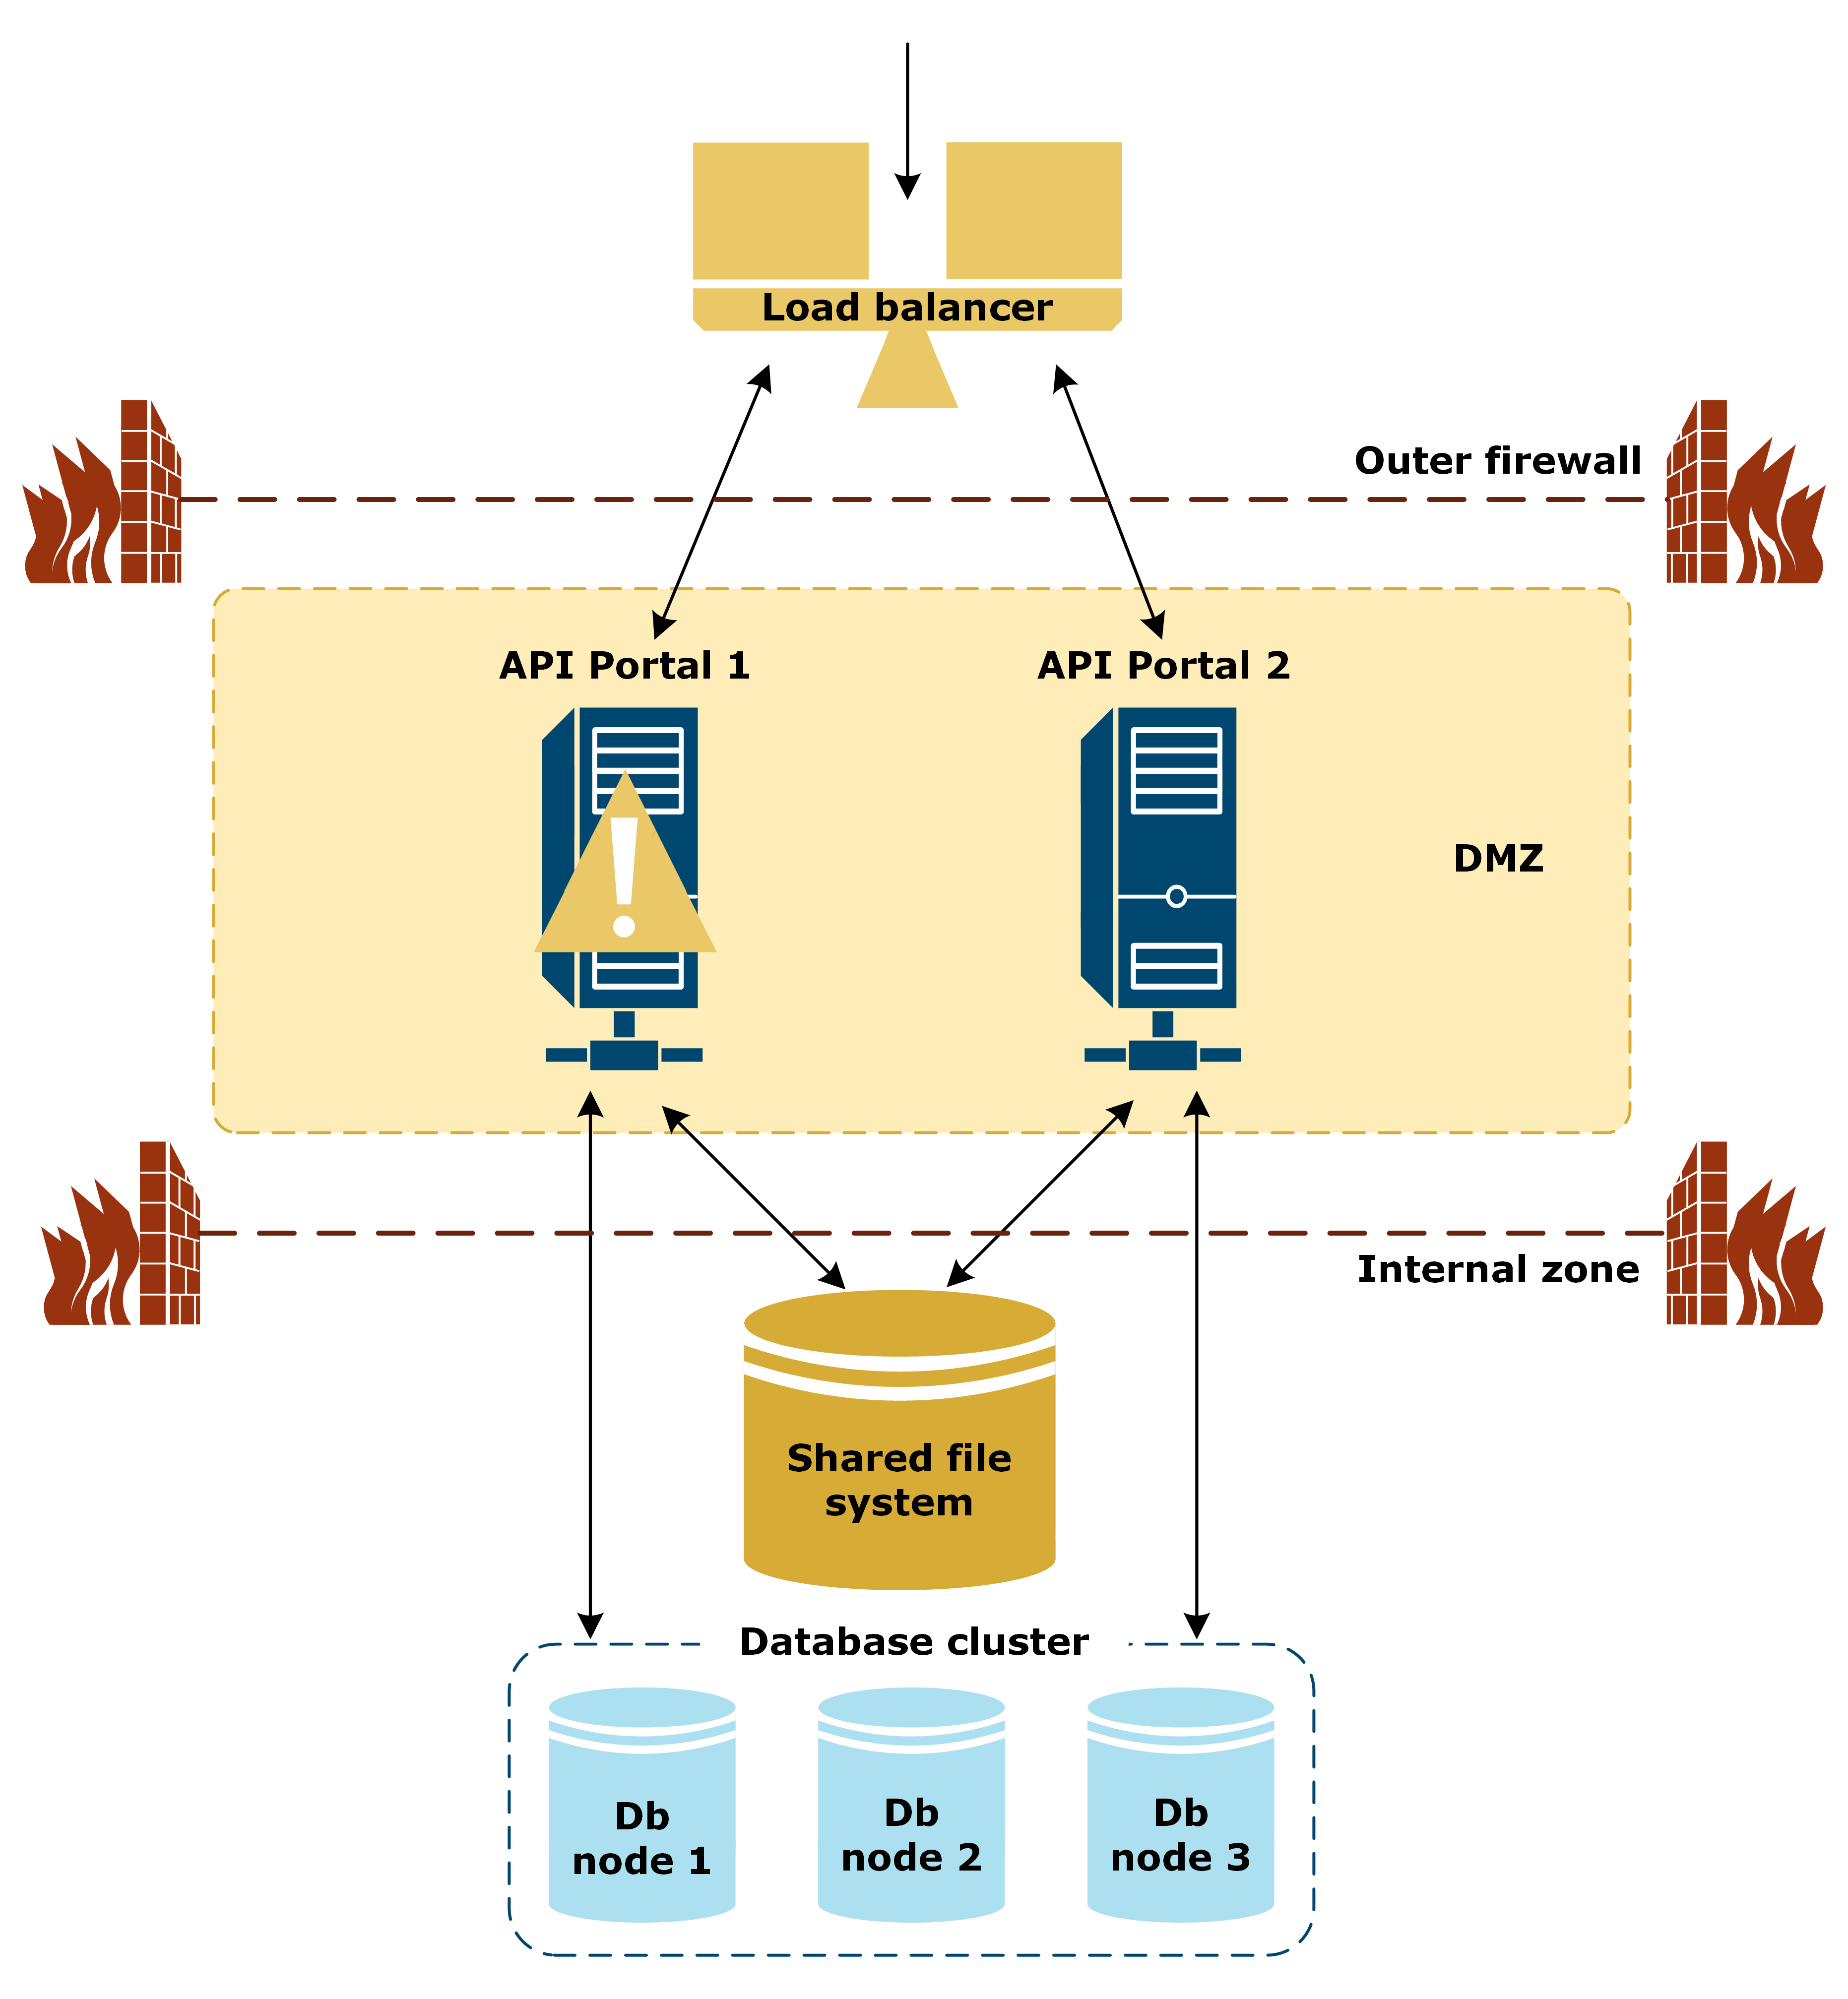 Load balancer
Outer firewall
API Portal 1
API Portal 2
DMZ
Internal zone
Shared file
system
Database cluster
Db
node 1
Db
node 2
Db
node 3